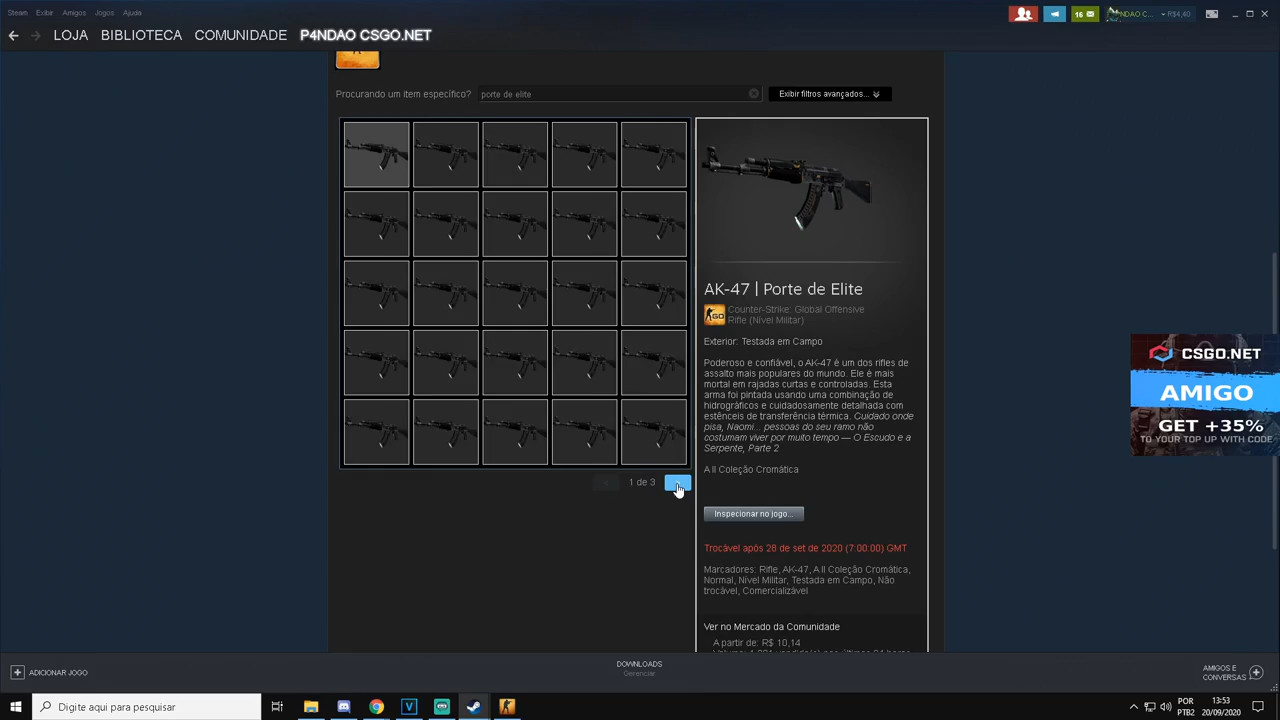 Steam Exibir Amigos Jogos Ajuda
16
R$4,40
LOJA BIBLIOTECA COMUNIDADE P4NDAO CSGO.NET
Procurando um item específico? porte de elite
Exibir filtros avançados...
AK-47 | Porte de Elite
Counter-Strike: Global Offensive
Rifle (Nível Militar)
Exterior: Testada em Campo
Poderoso e confiável, o AK-47 é um dos rifles de
assalto mais populares do mundo. Ele é mais
mortal em rajadas curtas e controladas. Esta
arma foi pintada usando uma combinação de
hidrográficos e cuidadosamente detalhada com
estênceis de transferência térmica. Cuidado onde
pisa, Naomi... pessoas do seu ramo não
costumam viver por muito tempo — O Escudo e a
Serpente, Parte 2
A II Coleção Cromática
1 de 3
Inspecionar no jogo...
Trocável após 28 de set de 2020 (7:00:00) GMT
Marcadores: Rifle, AK-47, A II Coleção Cromática,
Normal, Nível Militar, Testada em Campo, Não
trocável, Comercializável
Ver no Mercado da Comunidade
A partir de: R$ 10,14
CSGO.NET
AMIGO
GET +35%
TO YOUR TOP UP WITH CODE
ADICIONAR JOGO
DOWNLOADS
Gerenciar
AMIGOS E
CONVERSAS
Digite aqui para pesquisar
POR
PTB2
13:53
20/09/2020